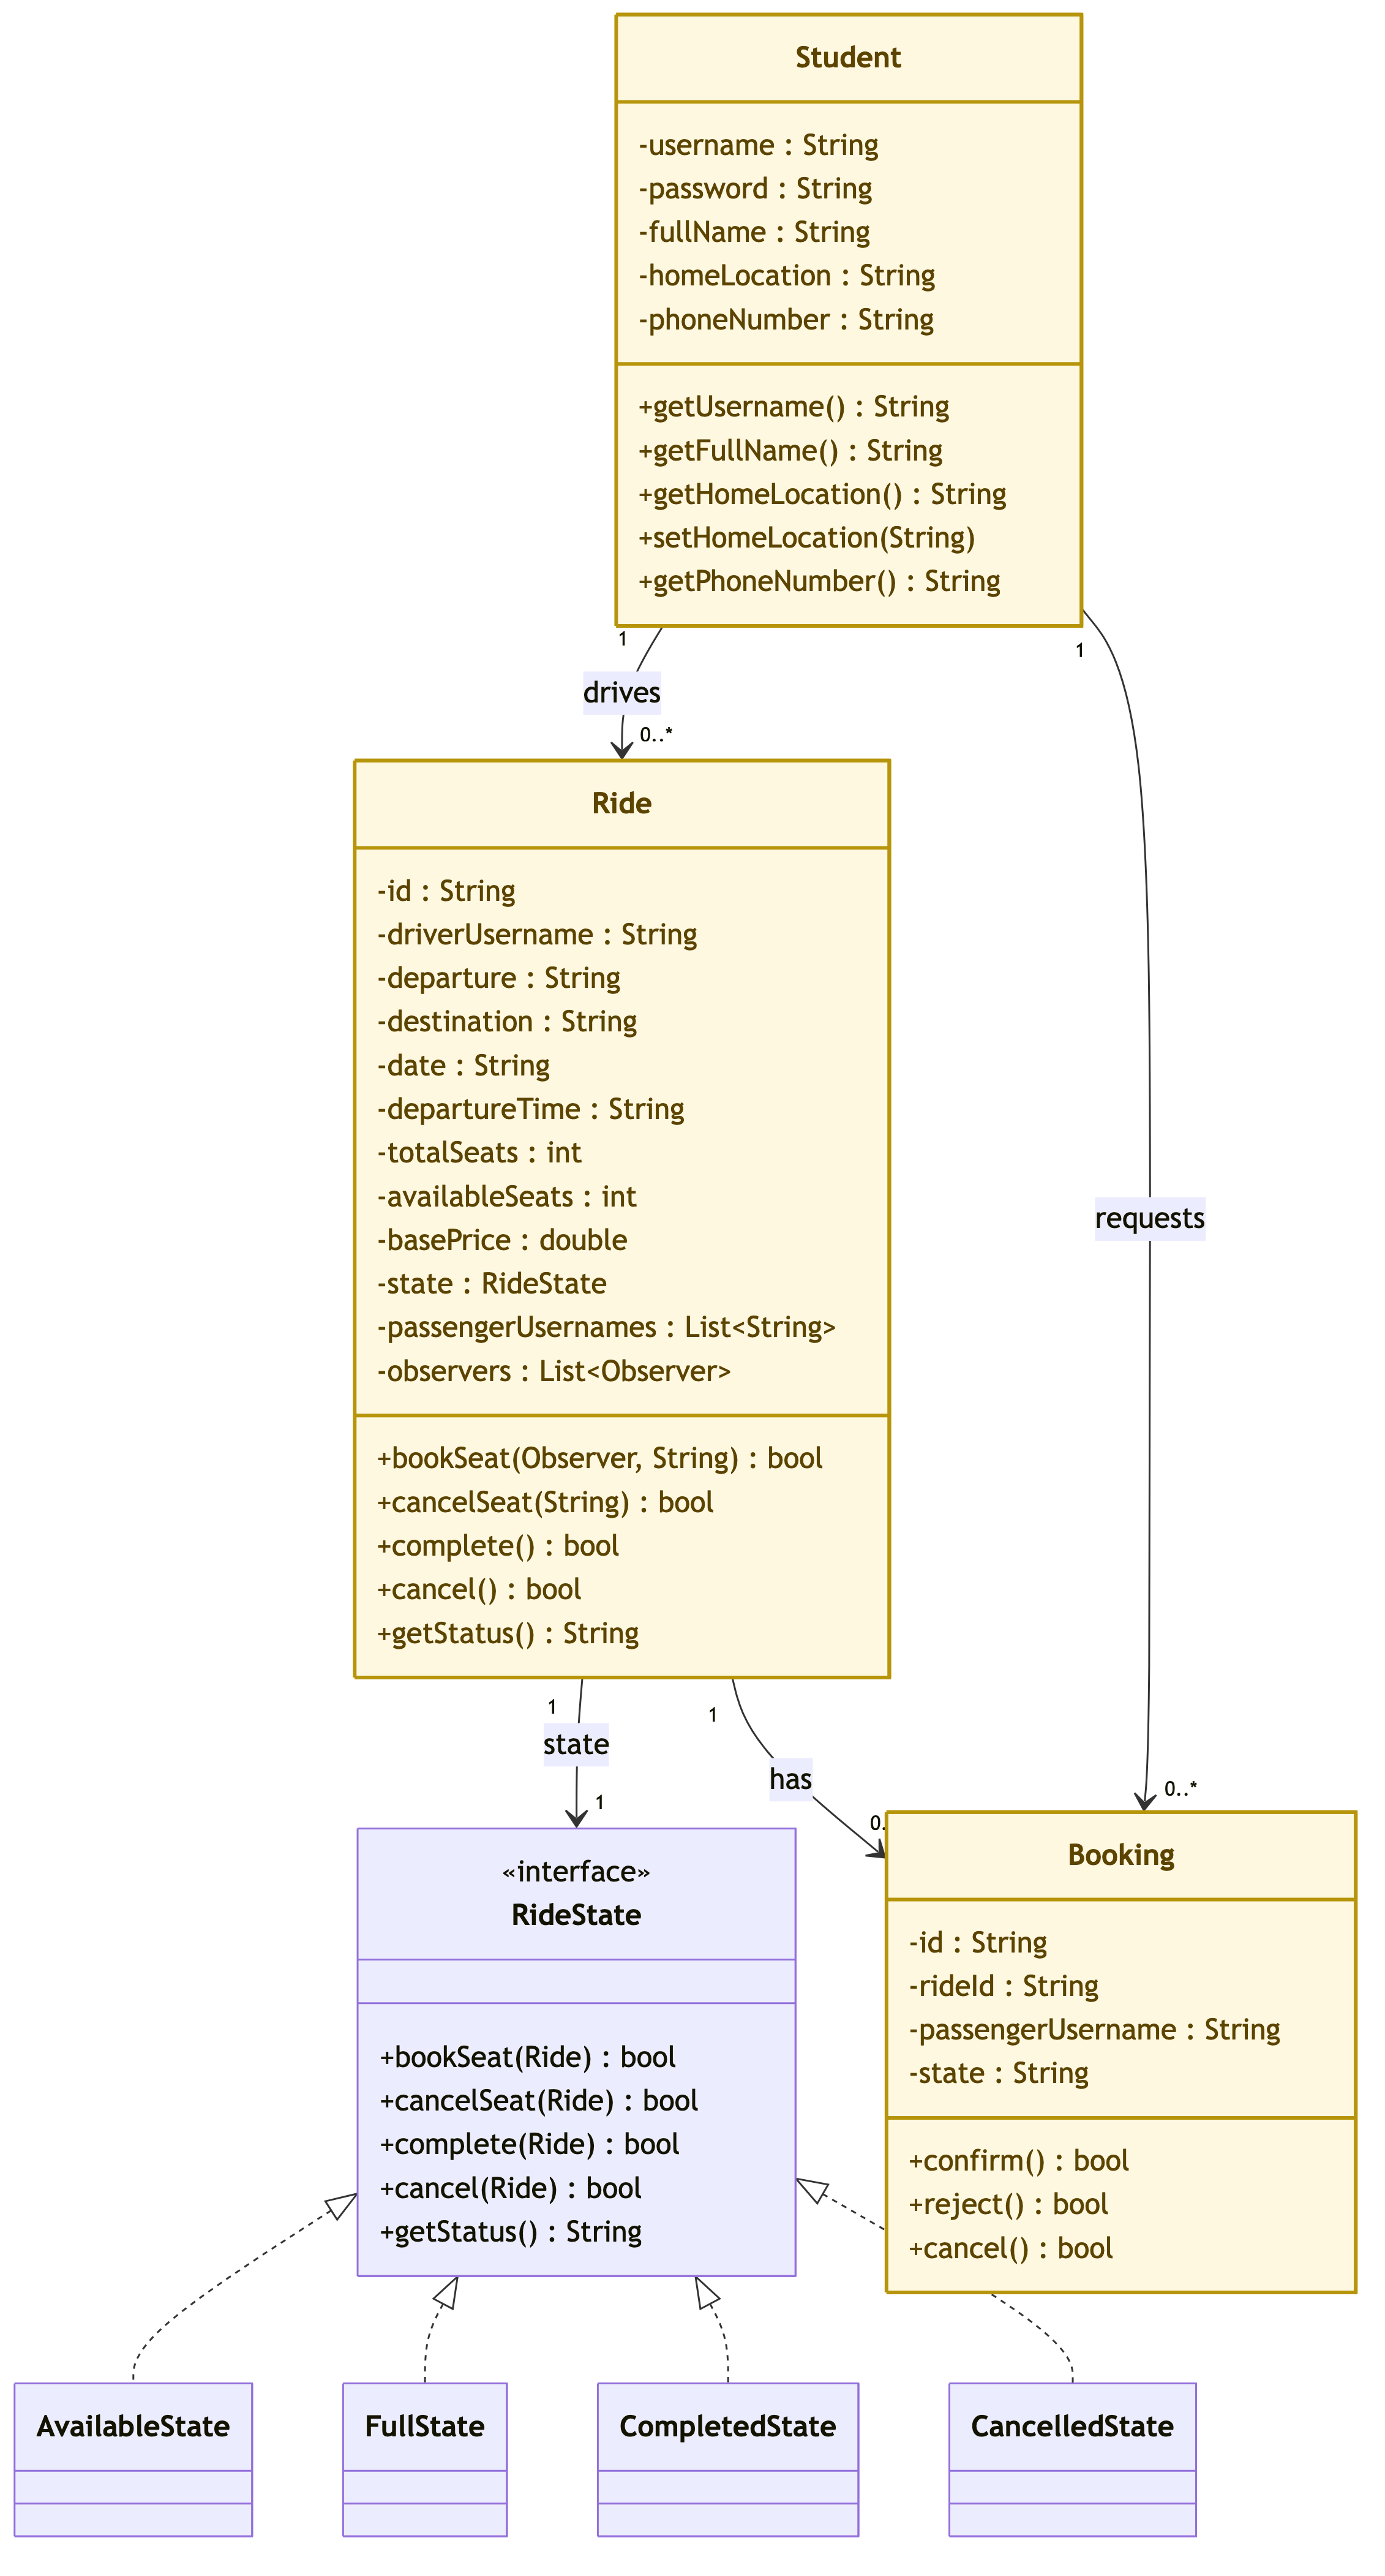 Student
-username : String
-password : String
-fullName : String
-homeLocation : String
-phoneNumber : String
+getUsername() : String
+getFullName() : String
+getHomeLocation() : String
+setHomeLocation(String)
+getPhoneNumber() : String
1
1
drives
0..*
Ride
-id : String
-driverUsername : String
-departure : String
-destination : String
-date : String
-departureTime : String
-totalSeats : int
-availableSeats : int
-basePrice : double
-state : RideState
-passengerUsernames : List<String>
-observers : List<Observer>
+bookSeat(Observer, String) : bool
+cancelSeat(String) : bool
+complete() : bool
+cancel() : bool
+getStatus() : String
requests
1
1
state
has
1
0..*
0.
«interface»
RideState
+bookSeat(Ride) : bool
+cancelSeat(Ride) : bool
+complete(Ride) : bool
+cancel(Ride) : bool
+getStatus() : String
Booking
-id : String
-rideId : String
-passengerUsername : String
-state : String
+confirm() : bool
+reject() : bool
+cancel() : bool
AvailableState
FullState
CompletedState
CancelledState